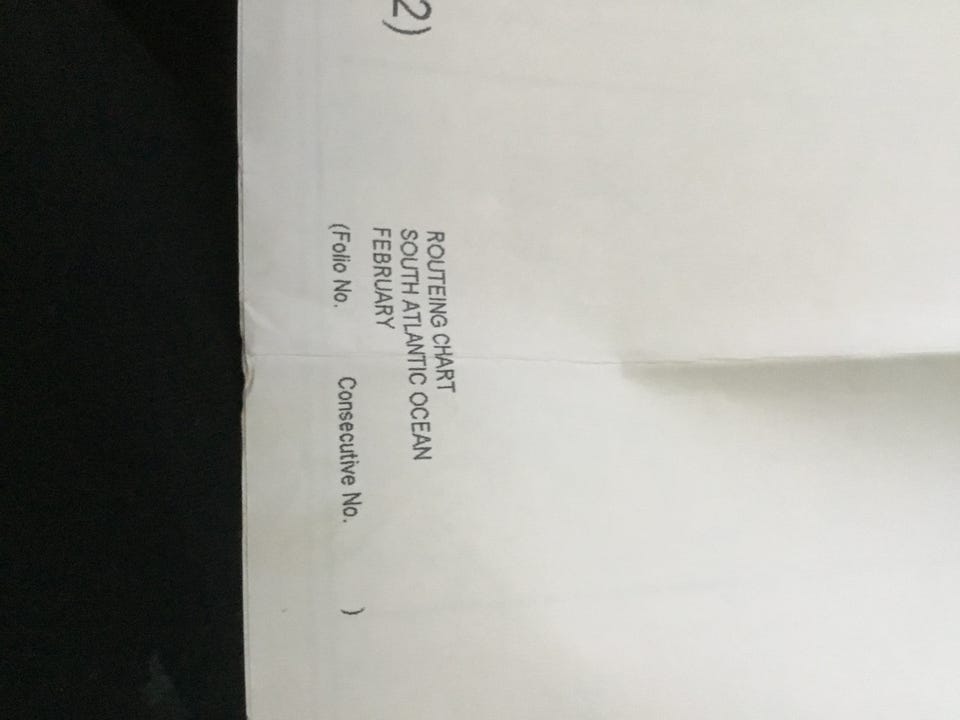 2)
ROUTEING CHART
SOUTH ATLANTIC OCEAN
FEBRUARY
(Folio No. Consecutive No. )